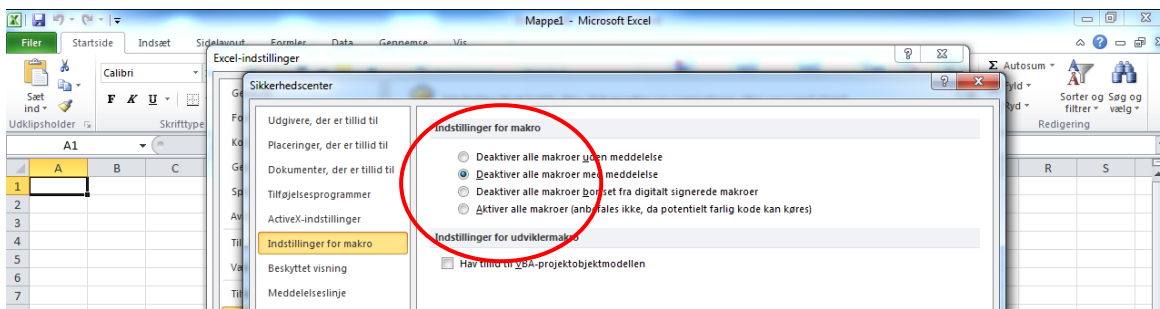 Mappe1 - Microsoft Excel
Filer Startside Indsæt Sidelayout Formler Data Gennemse Vis
Excel-indstillinger
Sikkerhedscenter
Sæt ind
Calibri
F K U
Udklipsholder Skrifttype
A1
A B C
1
2
3
4
5
6
7
Udgivere, der er tillid til
Placeringer, der er tillid til
Dokumenter, der er tillid til
Tilføjelsesprogrammer
ActiveX-indstillinger
Indstillinger for makro
Beskyttet visning
Meddelelseslinje
Indstillinger for makro
Deaktiver alle makroer uden meddelelse
Deaktiver alle makroer med meddelelse
Deaktiver alle makroer bortset fra digitalt signerede makroer
Aktiver alle makroer (anbefales ikke, da potentielt farlig kode kan køres)
Indstillinger for udviklermakro
Hav tillid til VBA-projektobjektmodellen
Σ Autosum
Sorter og filtrer
Søg og vælg
Redigering
R S